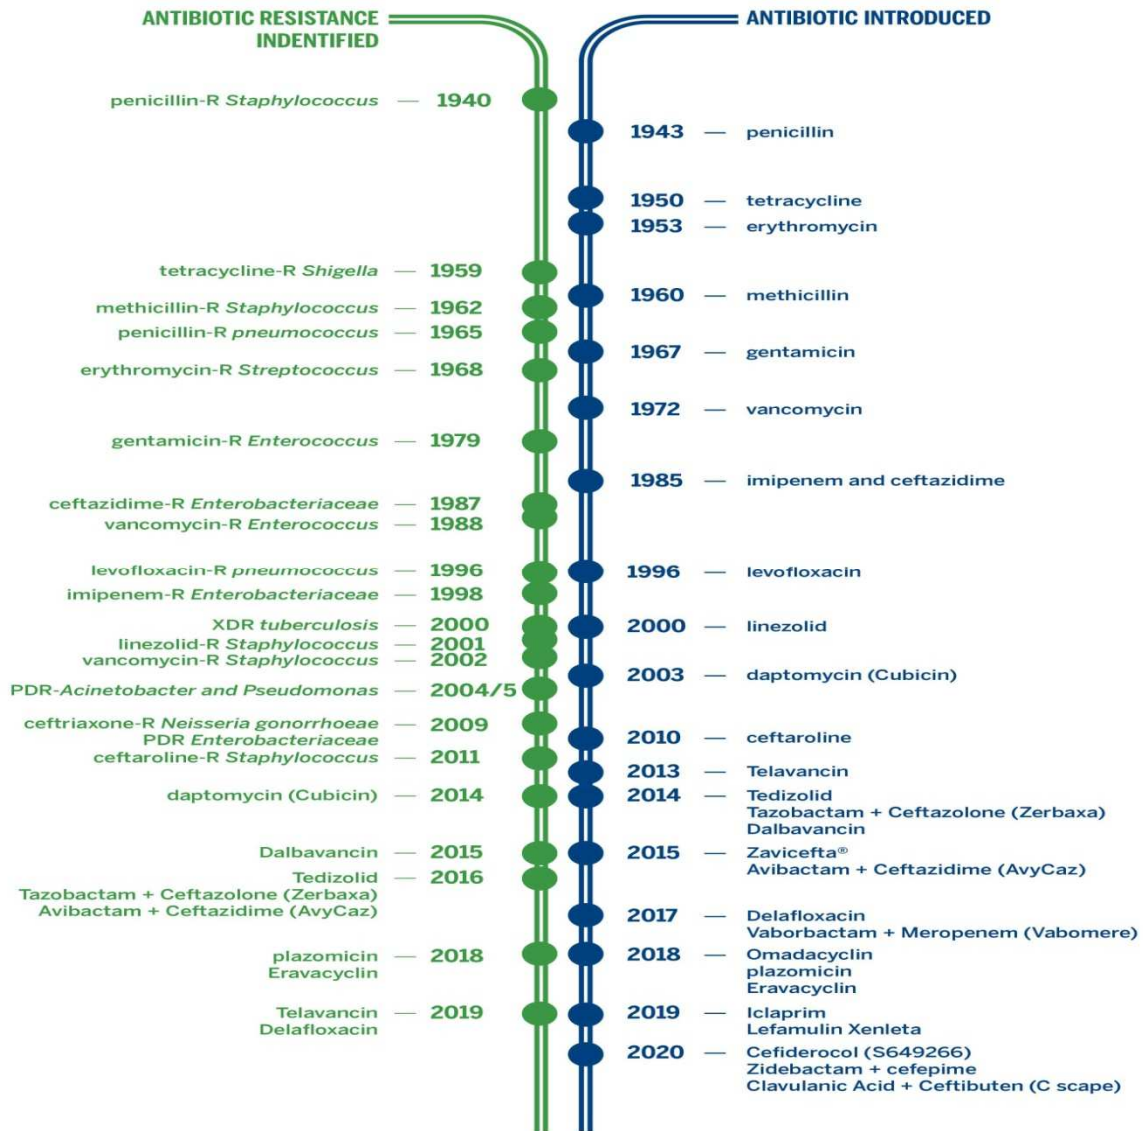 ANTIBIOTIC RESISTANCE
INDENTIFIED
penicillin-R Staphylococcus — 1940
tetracycline-R Shigella — 1959
methicillin-R Staphylococcus — 1962
penicillin-R pneumococcus — 1965
erythromycin-R Streptococcus — 1968
gentamicin-R Enterococcus — 1979
ceftazidime-R Enterobacteriaceae — 1987
vancomycin-R Enterococcus — 1988
levofloxacin-R pneumococcus — 1996
imipenem-R Enterobacteriaceae — 1998
XDR tuberculosis — 2000
linezolid-R Staphylococcus — 2001
vancomycin-R Staphylococcus — 2002
PDR-Acinetobacter and Pseudomonas — 2004/5
ceftriaxone-R Neisseria gonorrhoeae — 2009
PDR Enterobacteriaceae
ceftaroline-R Staphylococcus — 2011
daptomycin (Cubicin) — 2014
Dalbavancin — 2015
Tedizolid — 2016
Tazobactam + Ceftazolone (Zerbaxa)
Avibactam + Ceftazidime (AvyCaz)
plazomicin — 2018
Eravacyclin
Telavancin — 2019
Delafloxacin
ANTIBIOTIC INTRODUCED
1943 — penicillin
1950 — tetracycline
1953 — erythromycin
1960 — methicillin
1967 — gentamicin
1972 — vancomycin
1985 — imipenem and ceftazidime
1996 — levofloxacin
2000 — linezolid
2003 — daptomycin (Cubicin)
2010 — ceftaroline
2013 — Telavancin
2014 — Tedizolid
Tazobactam + Ceftazolone (Zerbaxa)
Dalbavancin
2015 — Zavicefta®
Avibactam + Ceftazidime (AvyCaz)
2017 — Delafloxacin
Vaborbactam + Meropenem (Vabomere)
2018 — Omadacyclin
plazomicin
Eravacyclin
2019 — Iclaprim
Lefamulin Xenleta
2020 — Cefiderocol (S649266)
Zidebactam + cefepime
Clavulanic Acid + Ceftibuten (C scape)